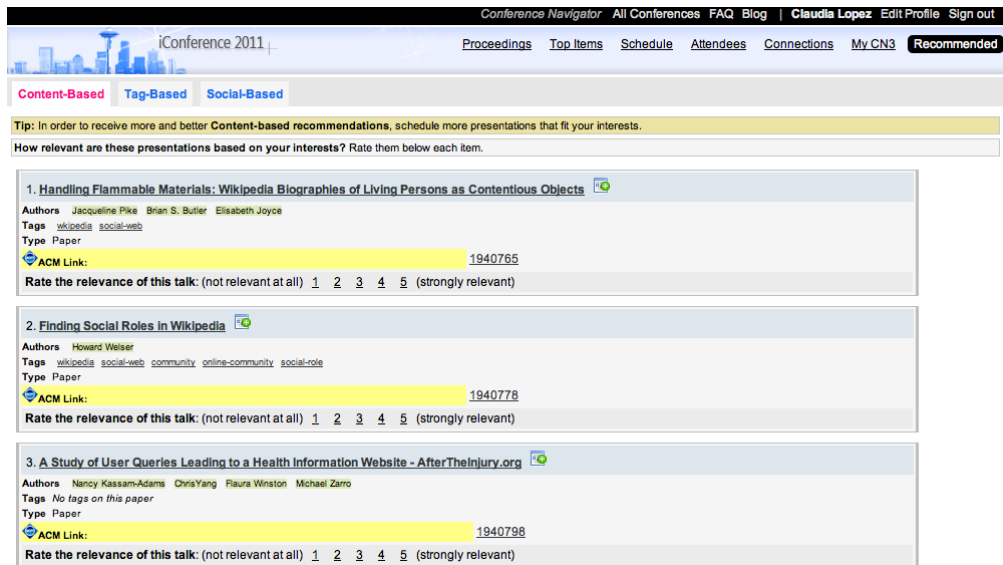 Conference Navigator All Conferences FAQ Blog | Claudia Lopez Edit Profile Sign out
iConference 2011 Proceedings Top Items Schedule Attendees Connections My CN3 Recommended
Content-Based Tag-Based Social-Based
Tip: In order to receive more and better Content-based recommendations, schedule more presentations that fit your interests.
How relevant are these presentations based on your interests? Rate them below each item.
1. Handling Flammable Materials: Wikipedia Biographies of Living Persons as Contentious Objects
Authors Jacqueline Pike Brian S. Butler Elisabeth Joyce
Tags wkipedia social-web
Type Paper
ACM Link: 1940765
Rate the relevance of this talk: (not relevant at all) 1 2 3 4 5 (strongly relevant)
2. Finding Social Roles in Wikipedia
Authors Howard Welser
Tags wikipedia social-web community online-community social-role
Type Paper
ACM Link: 1940778
Rate the relevance of this talk: (not relevant at all) 1 2 3 4 5 (strongly relevant)
3. A Study of User Queries Leading to a Health Information Website - AfterTheInjury.org
Authors Nancy Kassam-Adams ChrisYang Flaura Winston Michael Zarro
Tags No tags on this paper
Type Paper
ACM Link: 1940798
Rate the relevance of this talk: (not relevant at all) 1 2 3 4 5 (strongly relevant)